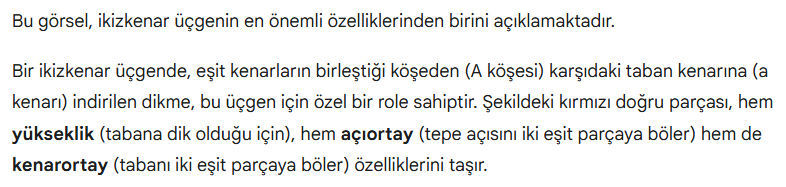 Bu görsel, ikizkenar üçgenin en önemli özelliklerinden birini açıklamaktadır.
Bir ikizkenar üçgende, eşit kenarların birleştiği köşeden (A köşesi) karşıdaki taban kenarına (a
kenarı) indirilen dikme, bu üçgen için özel bir role sahiptir. Şekildeki kırmızı doğru parçası, hem
yükseklik (tabana dik olduğu için), hem açıortay (tepe açısını iki eşit parçaya böler) hem de
kenarortay (tabanı iki eşit parçaya böler) özelliklerini taşır.